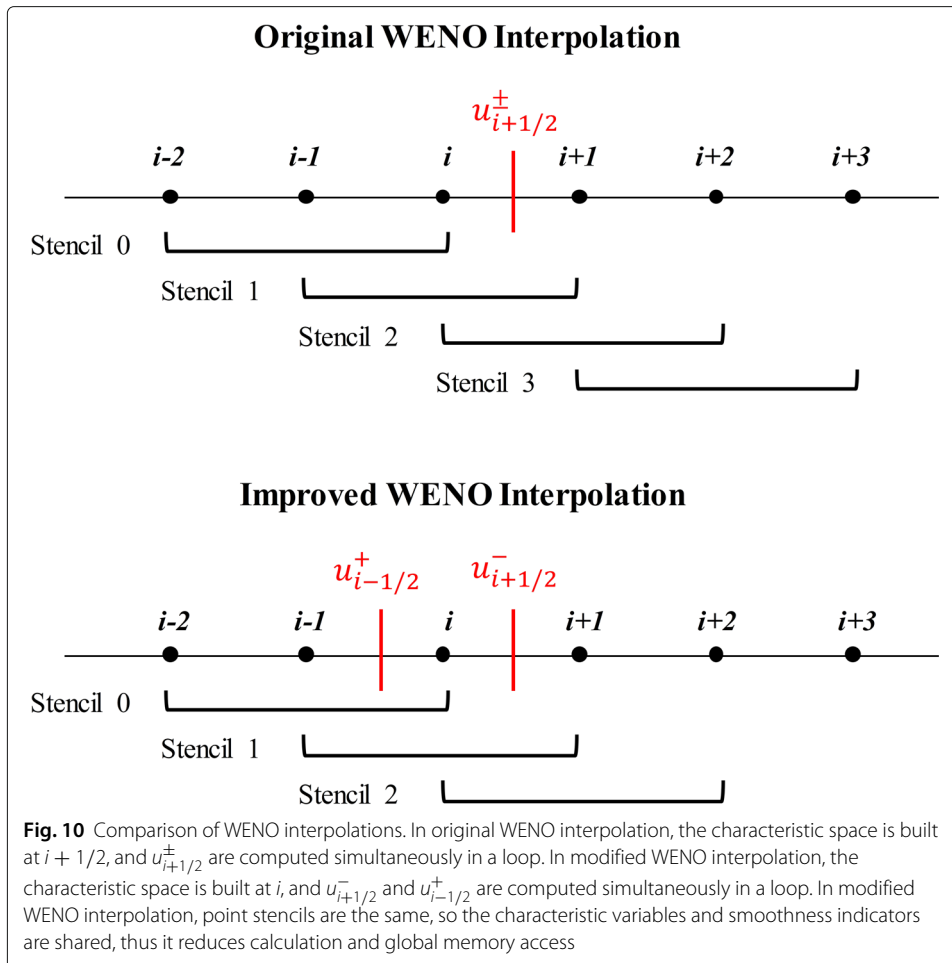 Original WENO Interpolation
u^±_{i+1/2}
i-2 i-1 i i+1 i+2 i+3
Stencil 0
Stencil 1
Stencil 2
Stencil 3
Improved WENO Interpolation
u^+_{i-1/2} u^-_{i+1/2}
i-2 i-1 i i+1 i+2 i+3
Stencil 0
Stencil 1
Stencil 2
Fig. 10 Comparison of WENO interpolations. In original WENO interpolation, the characteristic space is built
at i + 1/2, and u^±_{i+1/2} are computed simultaneously in a loop. In modified WENO interpolation, the
characteristic space is built at i, and u^−_{i+1/2} and u^+_{i−1/2} are computed simultaneously in a loop. In modified
WENO interpolation, point stencils are the same, so the characteristic variables and smoothness indicators
are shared, thus it reduces calculation and global memory access